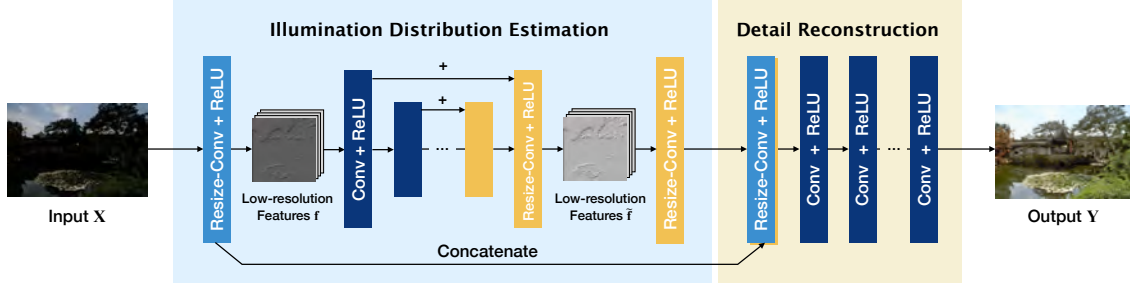 Illumination Distribution Estimation
Detail Reconstruction
Input X
Resize-Conv + ReLU
Low-resolution
Features f
Conv + ReLU
+
+
...
Resize-Conv + ReLU
Low-resolution
Features f̃
Resize-Conv + ReLU
Concatenate
Resize-Conv + ReLU
Conv + ReLU
Conv + ReLU
...
Conv + ReLU
Output Y